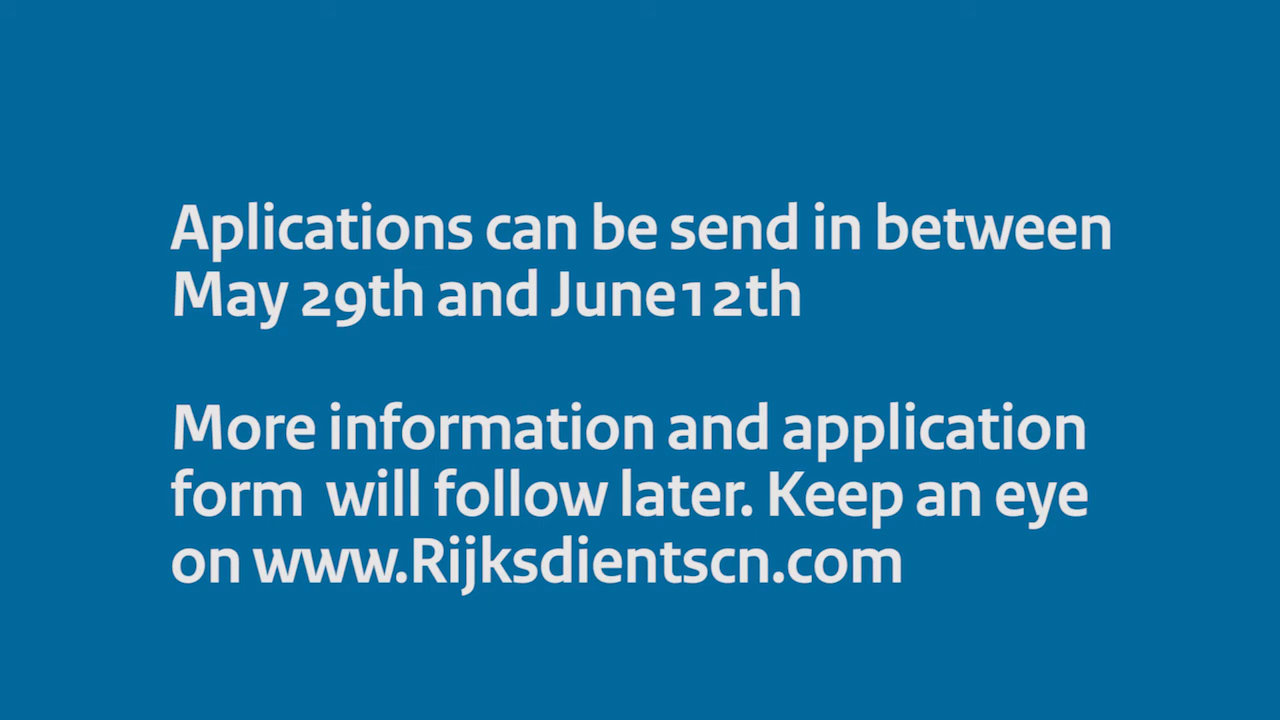 Aplications can be send in between
May 29th and June12th
More information and application
form  will follow later. Keep an eye
on www.Rijksdientscn.com